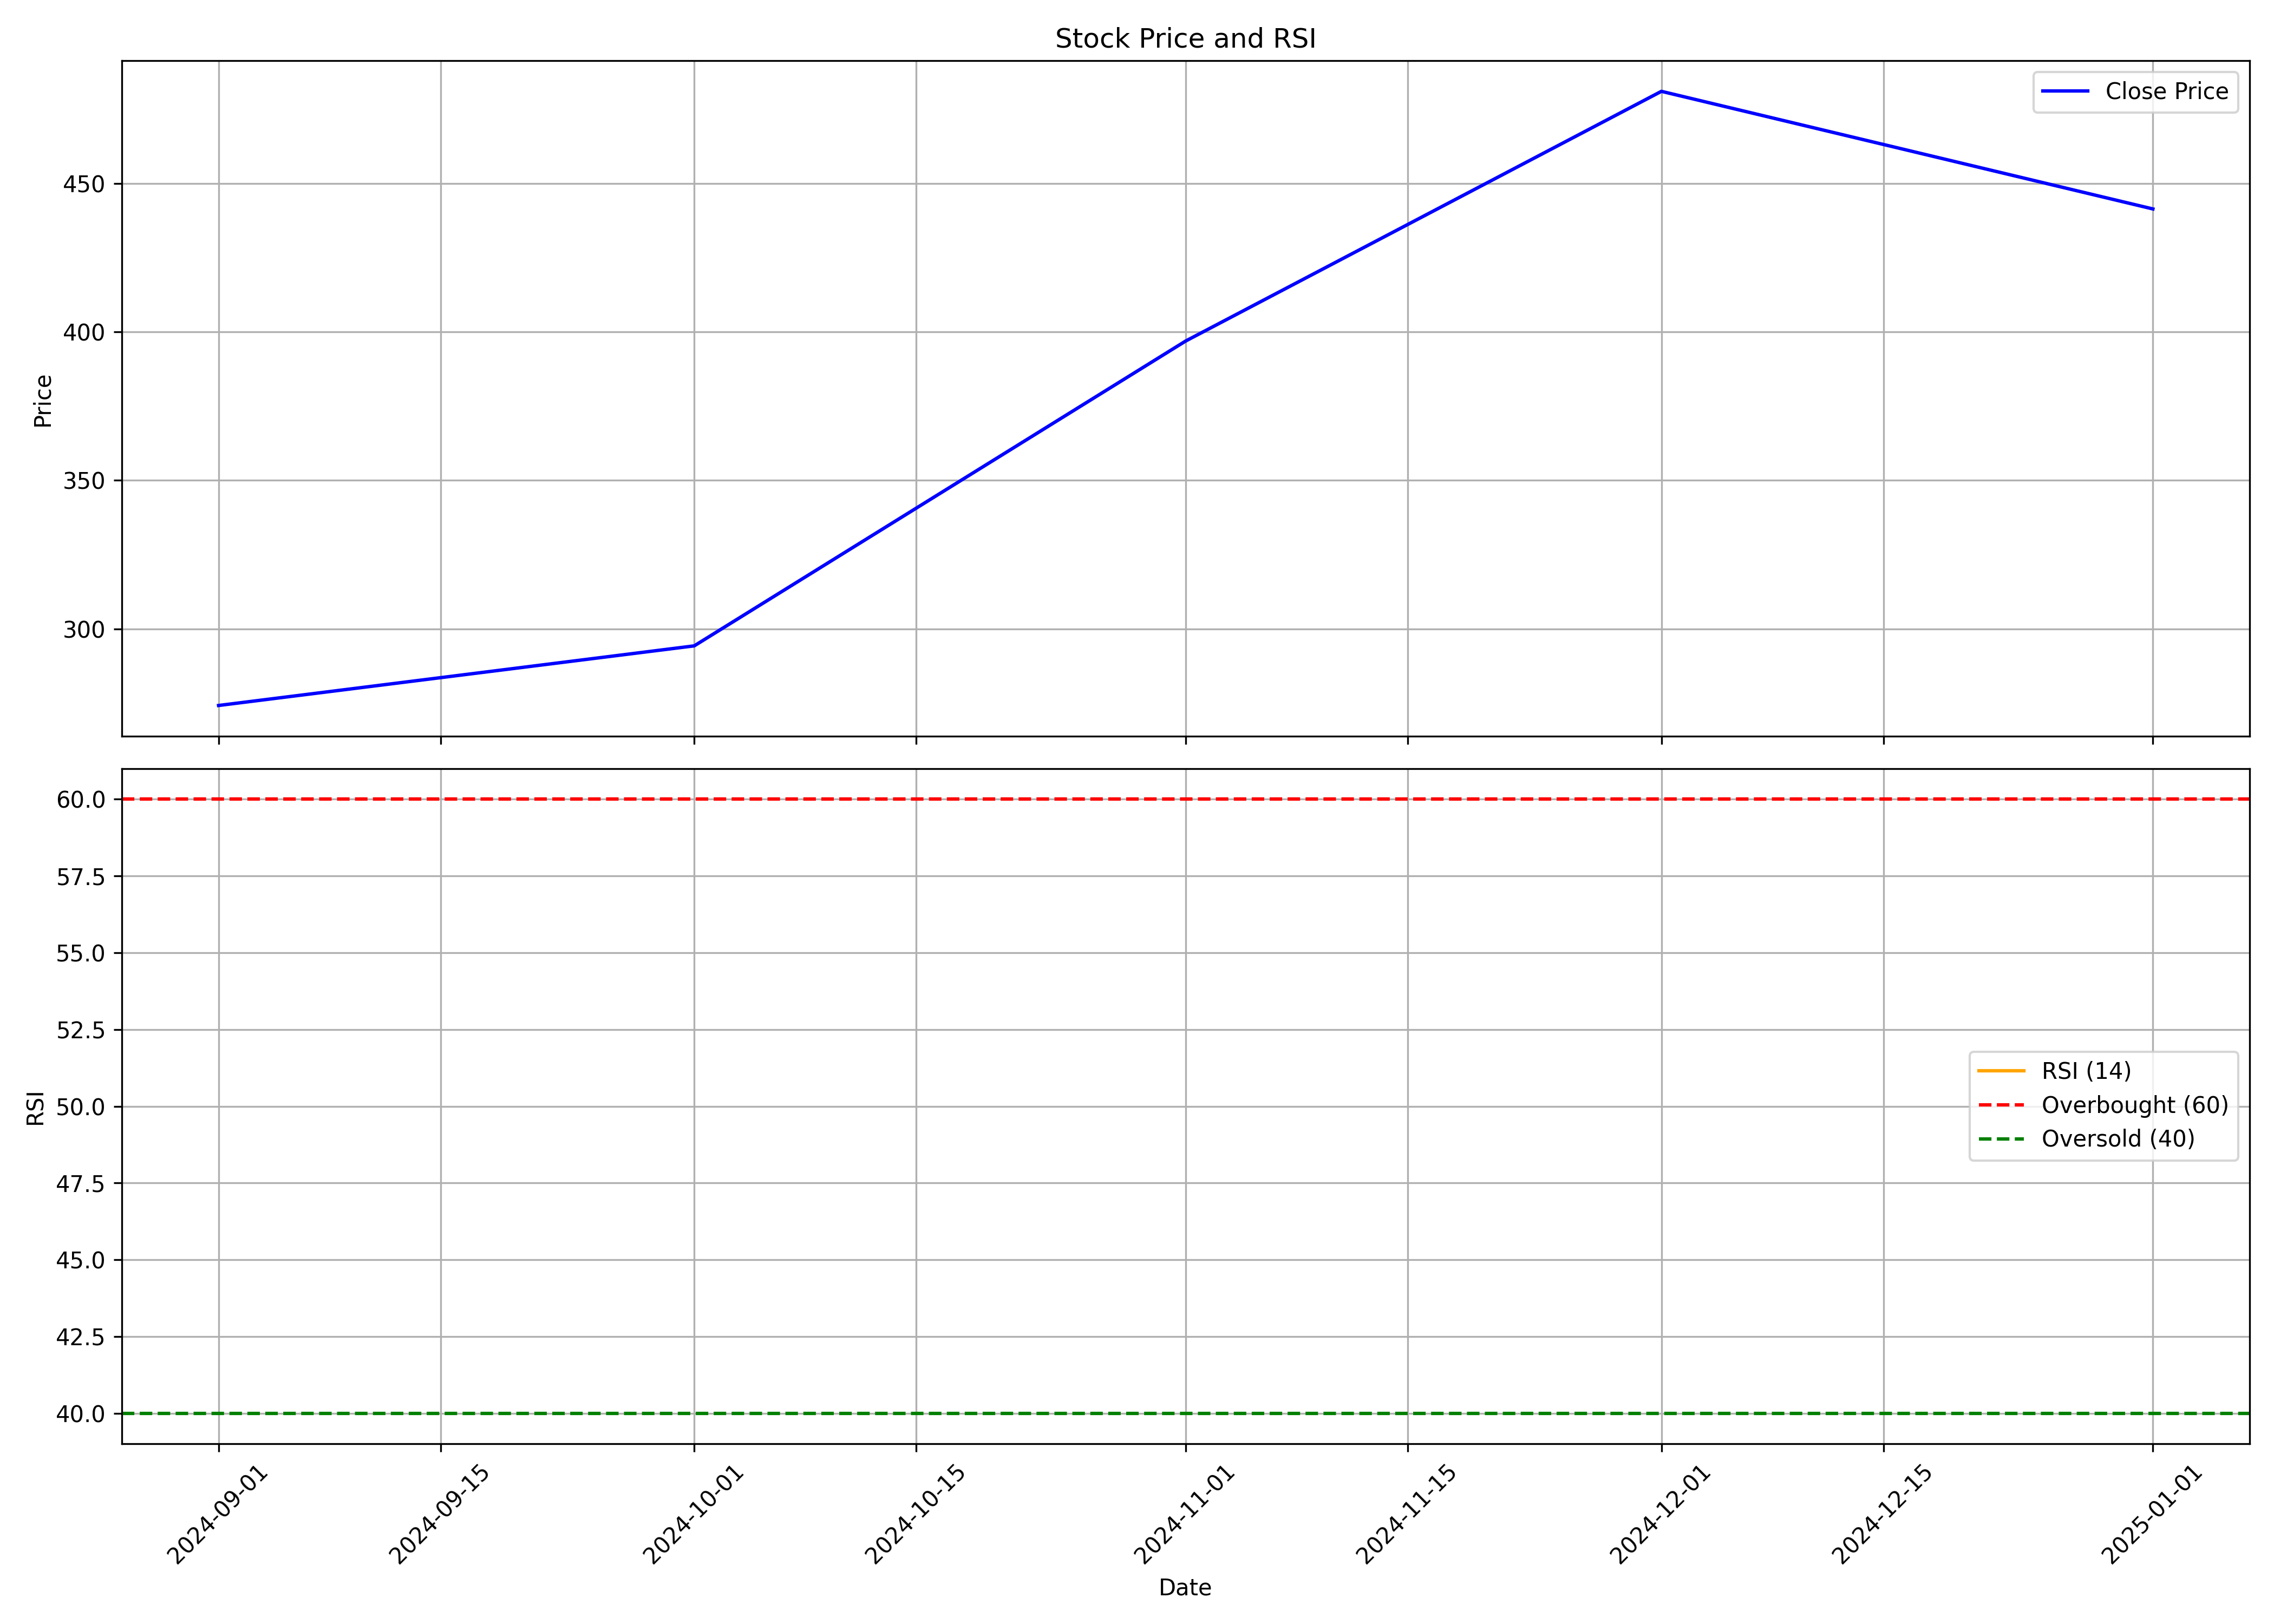 Stock Price and RSI
Close Price
450
400
350
300
Price
60.0
57.5
55.0
52.5
50.0
47.5
45.0
42.5
40.0
RSI
RSI (14)
Overbought (60)
Oversold (40)
2024-09-01
2024-09-15
2024-10-01
2024-10-15
2024-11-01
2024-11-15
2024-12-01
2024-12-15
2025-01-01
Date